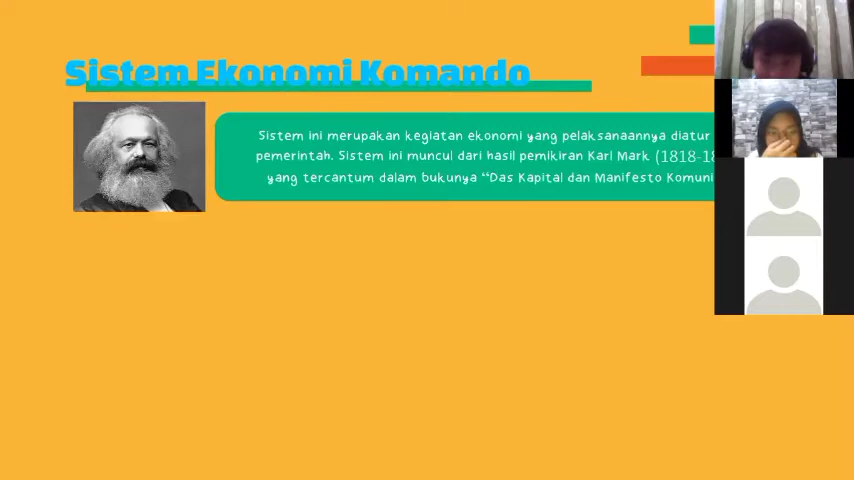 Sistem Ekonomi Komando
Sistem ini merupakan kegiatan ekonomi yang pelaksanaannya diatur
pemerintah. Sistem ini muncul dari hasil pemikiran Karl Mark (1818-18
yang tercantum dalam bukunya “Das Kapital dan Manifesto Komuni